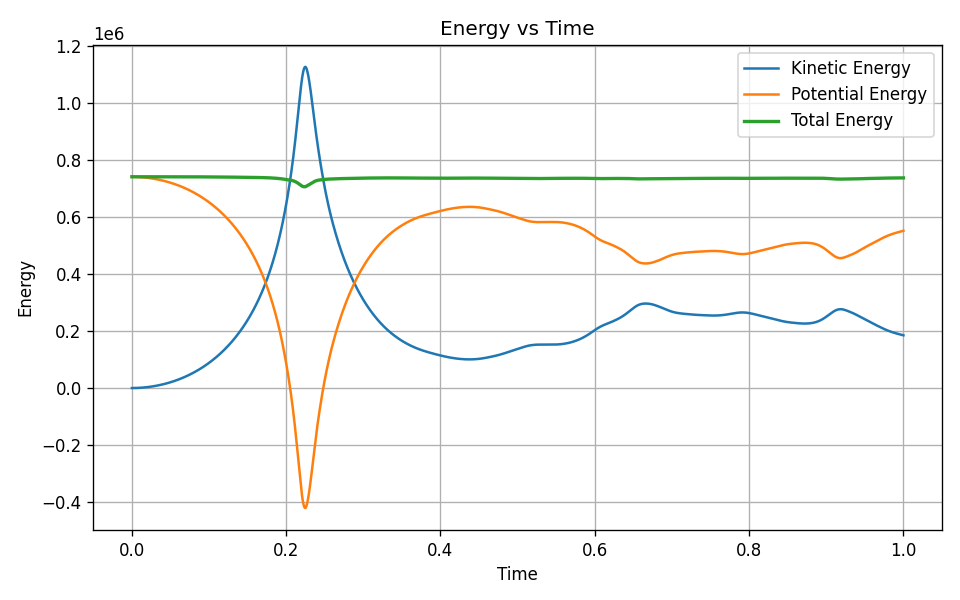 Energy vs Time
1e6
1.2
1.0
0.8
0.6
0.4
0.2
0.0
−0.2
−0.4
Energy
Kinetic Energy
Potential Energy
Total Energy
0.0 0.2 0.4 0.6 0.8 1.0
Time